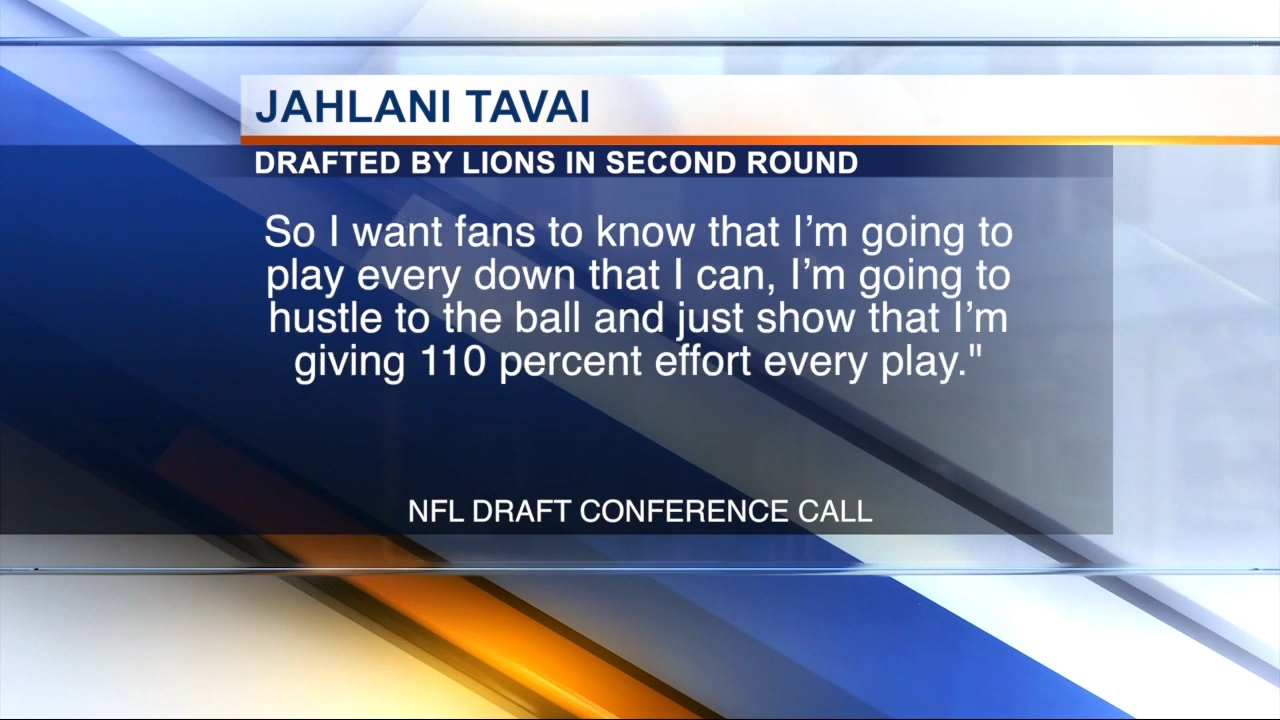 JAHLANI TAVAI
DRAFTED BY LIONS IN SECOND ROUND
So I want fans to know that I’m going to
play every down that I can, I’m going to
hustle to the ball and just show that I’m
giving 110 percent effort every play."
NFL DRAFT CONFERENCE CALL